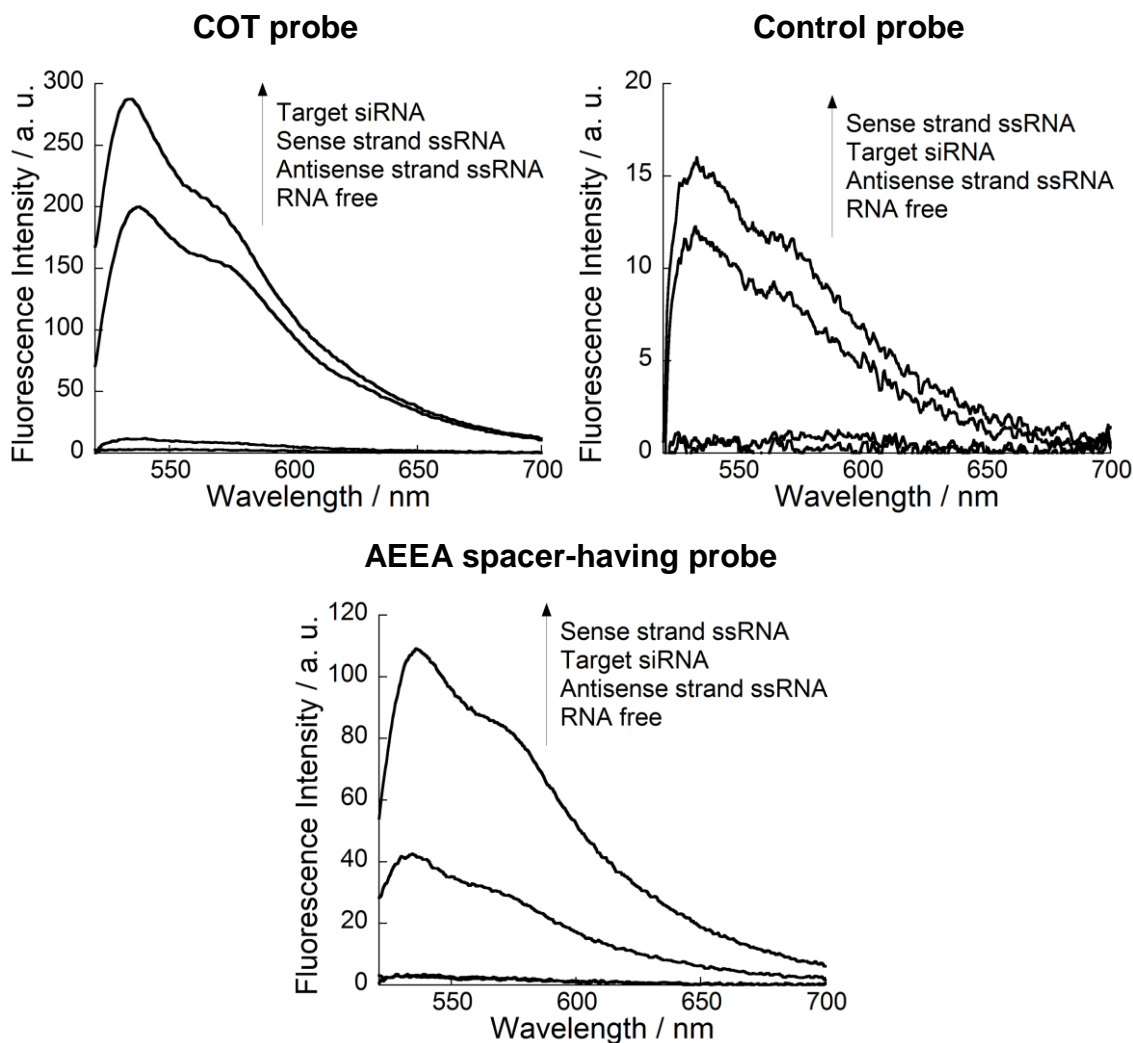 COT probe
300
250
200
150
100
50
0
550
600
650
700
Fluorescence Intensity / a. u.
Wavelength / nm
Target siRNA
Sense strand ssRNA
Antisense strand ssRNA
RNA free
Control probe
20
15
10
5
0
550
600
650
700
Fluorescence Intensity / a. u.
Wavelength / nm
Sense strand ssRNA
Target siRNA
Antisense strand ssRNA
RNA free
AEEA spacer-having probe
120
100
80
60
40
20
0
550
600
650
700
Fluorescence Intensity / a. u.
Wavelength / nm
Sense strand ssRNA
Target siRNA
Antisense strand ssRNA
RNA free